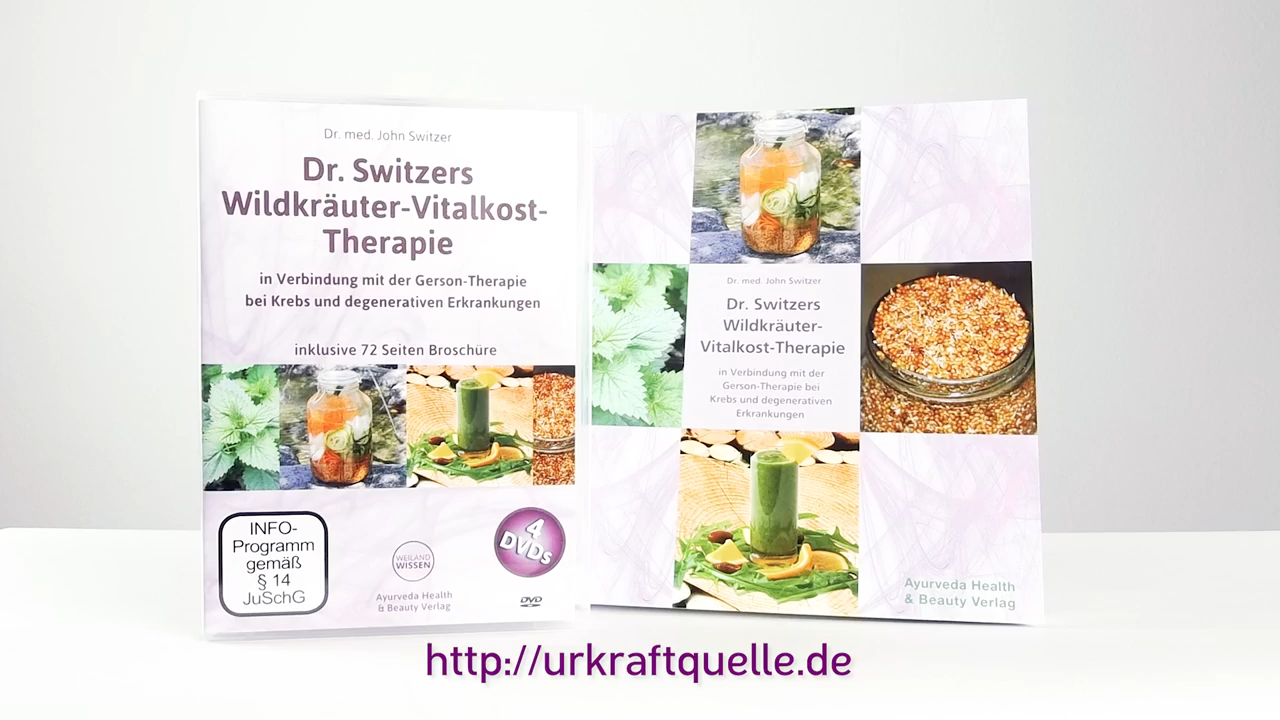 Dr. med. John Switzer
Dr. Switzers
Wildkräuter-Vitalkost-
Therapie
in Verbindung mit der Gerson-Therapie
bei Krebs und degenerativen Erkrankungen
inklusive 72 Seiten Broschüre
INFO-
Programm
gemäß
§ 14
JuSchG
WEILAND
WISSEN
Ayurveda Health
& Beauty Verlag
4
DVDs
DVD
Dr. med. John Switzer
Dr. Switzers
Wildkräuter-
Vitalkost-Therapie
in Verbindung mit der
Gerson-Therapie bei
Krebs und degenerativen
Erkrankungen
Ayurveda Health
& Beauty Verlag
http://urkraftquelle.de